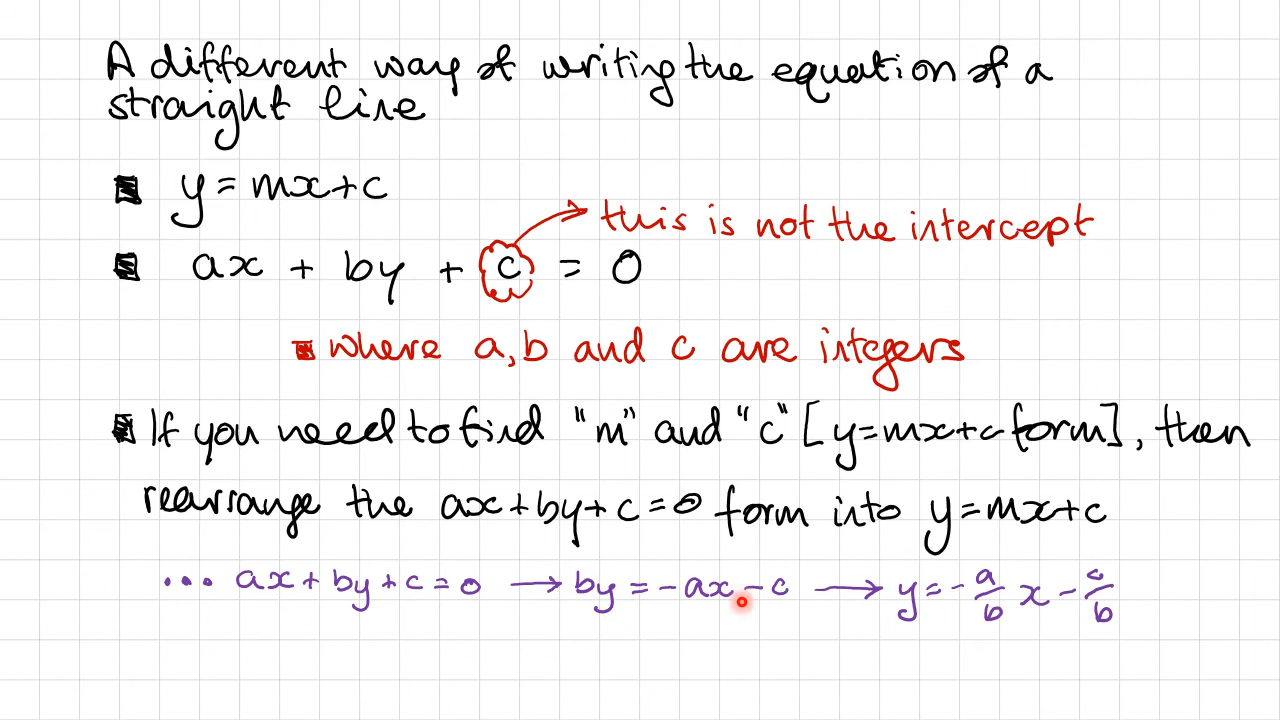 A different way of writing the equation of a
straight line
▪ y = mx + c
this is not the intercept
▪ ax + by + c = 0
▪ where a, b and c are integers
▪ If you need to find "m" and "c" [y=mx+c form], then
rearrange the ax+by+c=0 form into y=mx+c
... ax+by+c=0 → by = -ax - c → y = -a/b x - c/b